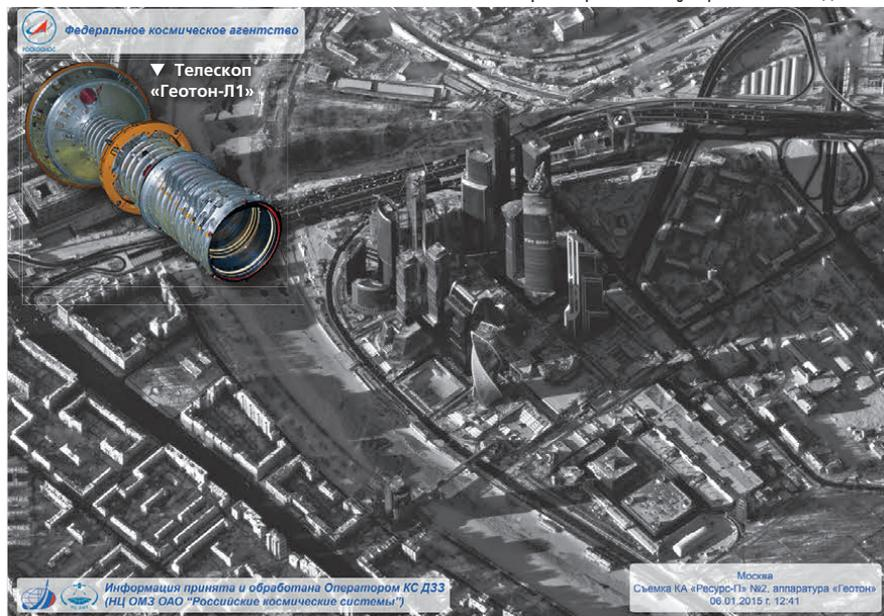 Федеральное космическое агентство
РОСКОСМОС
▼ Телескоп
«Геотон-Л1»
Информация принята и обработана Оператором КС ДЗЗ
(НЦ ОМЗ ОАО "Российские космические системы")
Москва
Съемка КА «Ресурс-П» №2, аппаратура «Геотон»
06.01.2015 г. 12:41